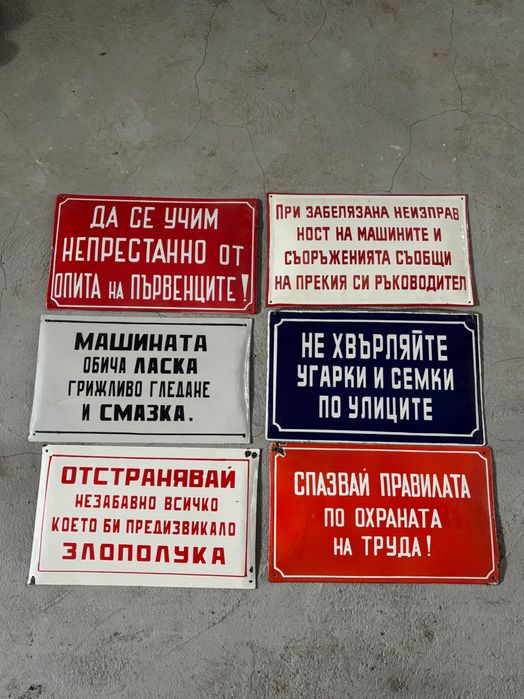 ДА СЕ УЧИМ
НЕПРЕСТАННО ОТ
ОПИТА НА ПЪРВЕНЦИТЕ!
ПРИ ЗАБЕЛЯЗАНА НЕИЗПРАВ
НОСТ НА МАШИНИТЕ И
СЪОРЪЖЕНИЯТА СЪОБЩИ
НА ПРЕКИЯ СИ РЪКОВОДИТЕЛ
МАШИНАТА
ОБИЧА ЛАСКА
ГРИЖЛИВО ГЛЕДАНЕ
И СМАЗКА.
НЕ ХВЪРЛЯЙТЕ
УГАРКИ И СЕМКИ
ПО УЛИЦИТЕ
ОТСТРАНЯВАЙ
НЕЗАБАВНО ВСИЧКО
КОЕТО БИ ПРЕДИЗВИКАЛО
ЗЛОПОЛУКА
СПАЗВАЙ ПРАВИЛАТА
ПО ОХРАНАТА
НА ТРУДА!